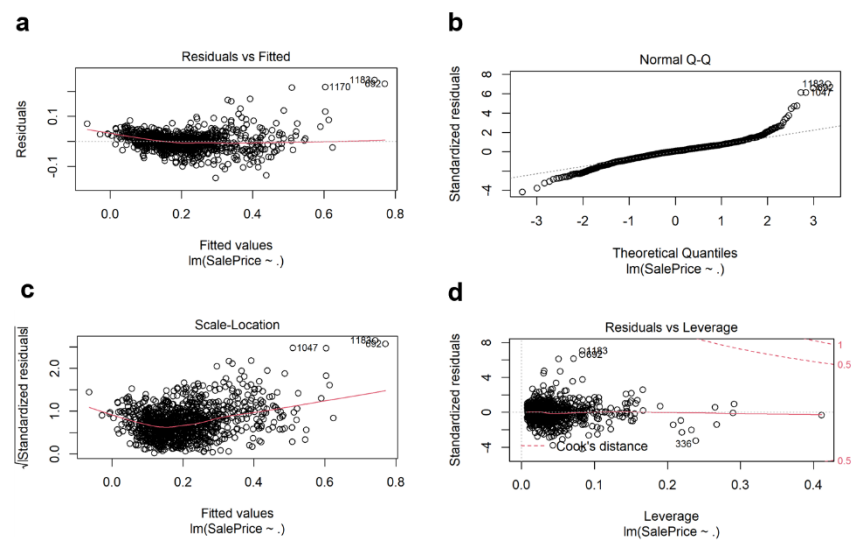 a
Residuals vs Fitted
Residuals
0.1
-0.1
1183
692
1170
0.0 0.2 0.4 0.6 0.8
Fitted values
lm(SalePrice ~ .)
b
Normal Q-Q
Standardized residuals
8
6
4
2
0
-4
1183
692
1047
-3 -2 -1 0 1 2 3
Theoretical Quantiles
lm(SalePrice ~ .)
c
Scale-Location
√|Standardized residuals|
2.0
1.0
0.0
1047
1183
692
0.0 0.2 0.4 0.6 0.8
Fitted values
lm(SalePrice ~ .)
d
Residuals vs Leverage
Standardized residuals
8
4
0
-4
1183
692
336
Cook's distance
1
0.5
0.5
0.0 0.1 0.2 0.3 0.4
Leverage
lm(SalePrice ~ .)